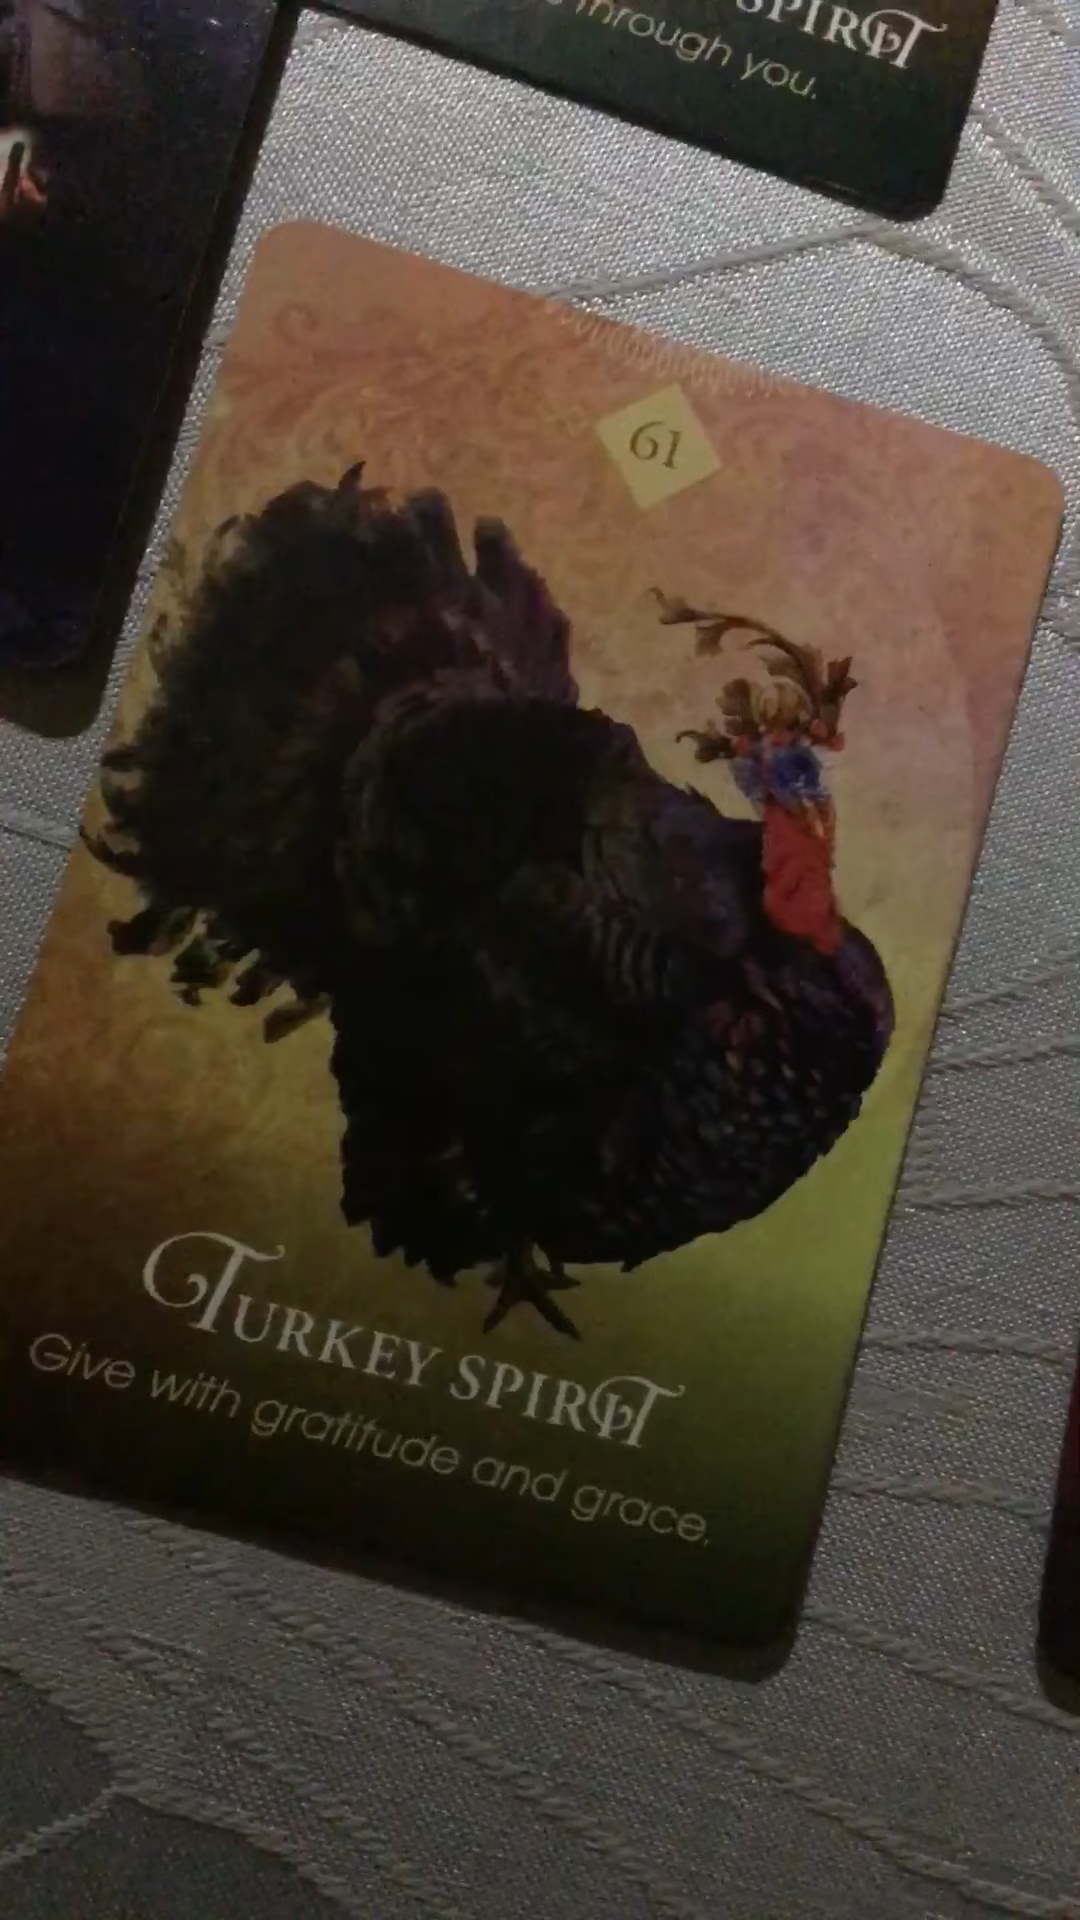 SPIRIT
through you.
61
TURKEY SPIRIT
Give with gratitude and grace.